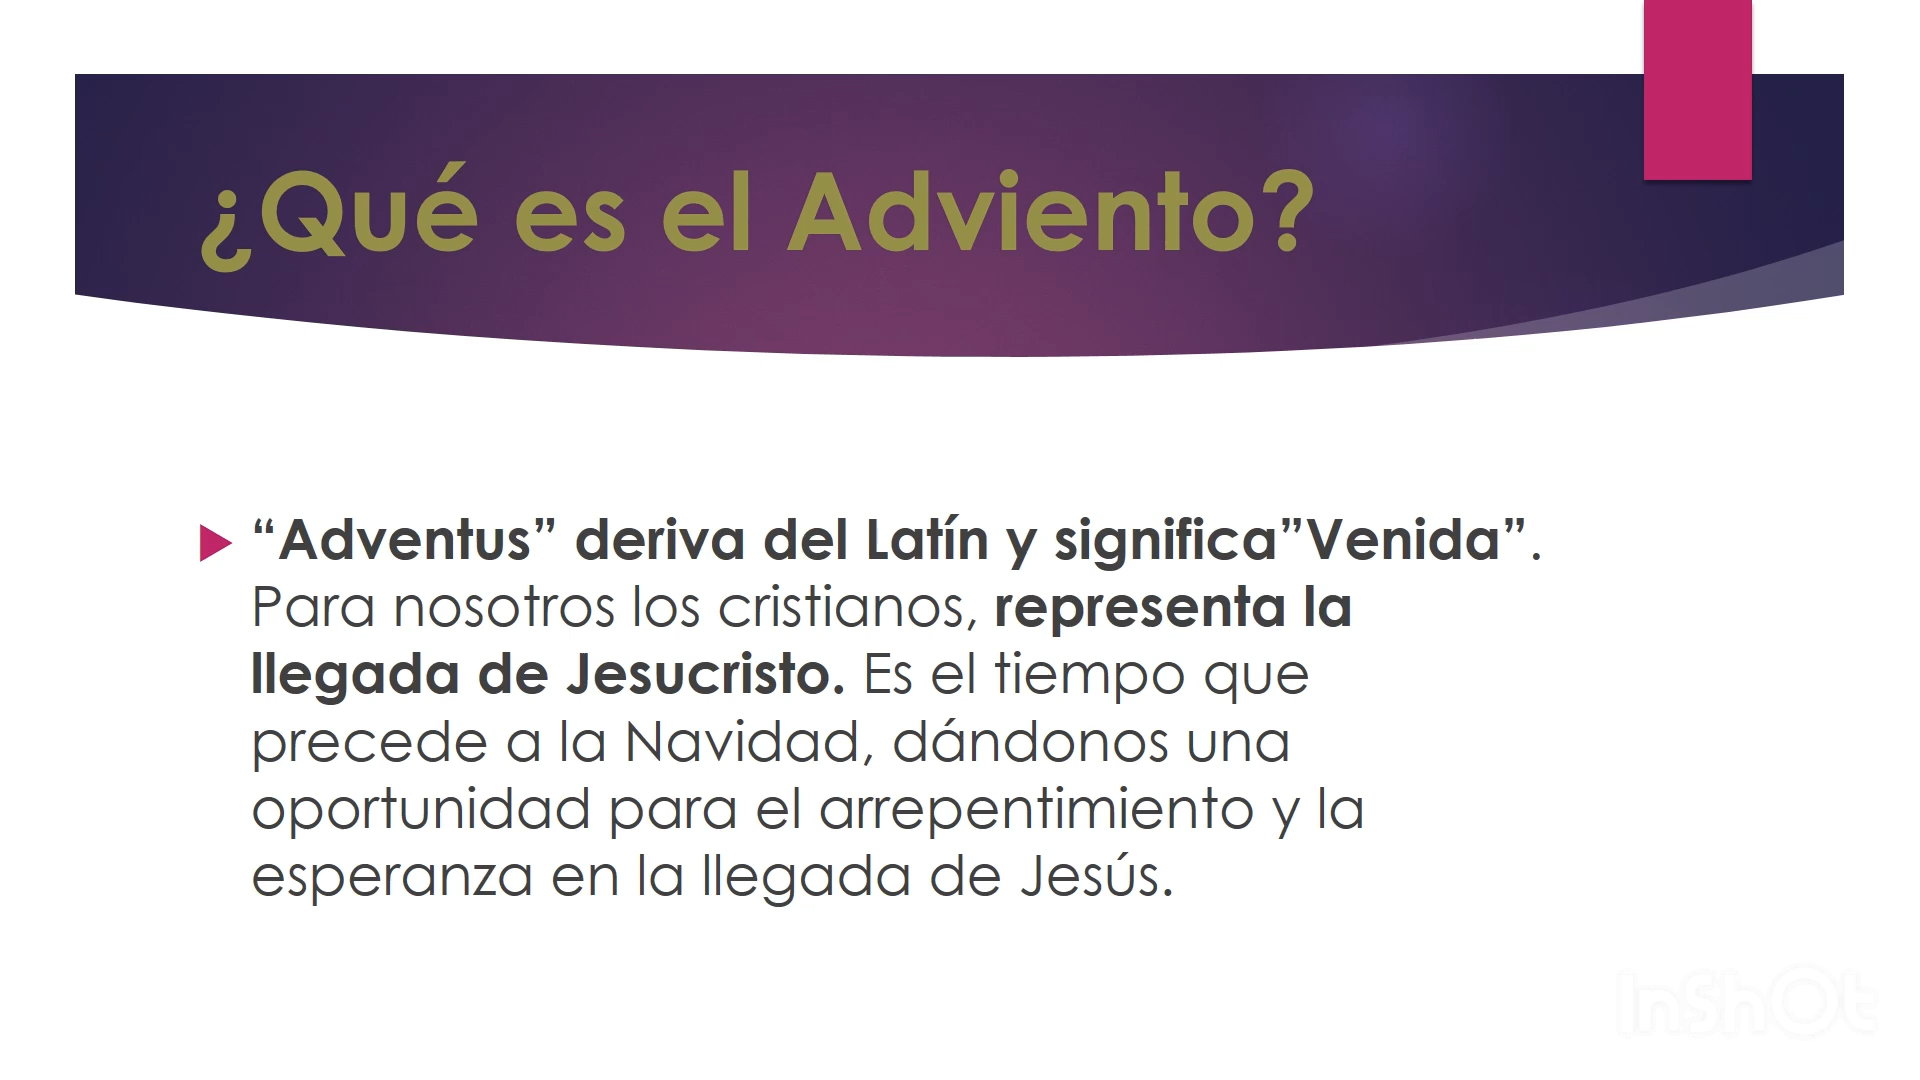 ¿Qué es el Adviento?
“Adventus” deriva del Latín y significa”Venida”.
Para nosotros los cristianos, representa la
llegada de Jesucristo. Es el tiempo que
precede a la Navidad, dándonos una
oportunidad para el arrepentimiento y la
esperanza en la llegada de Jesús.
InShOt